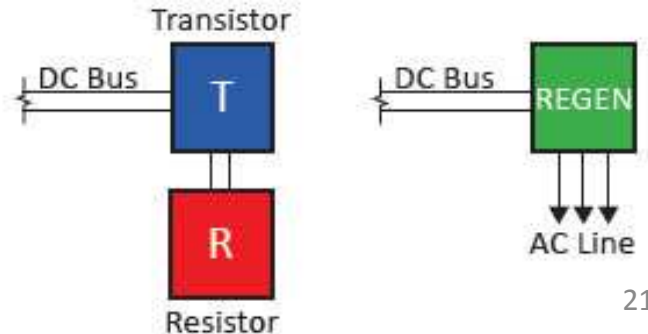 Transistor
DC Bus
T
R
Resistor
DC Bus
REGEN
AC Line
21